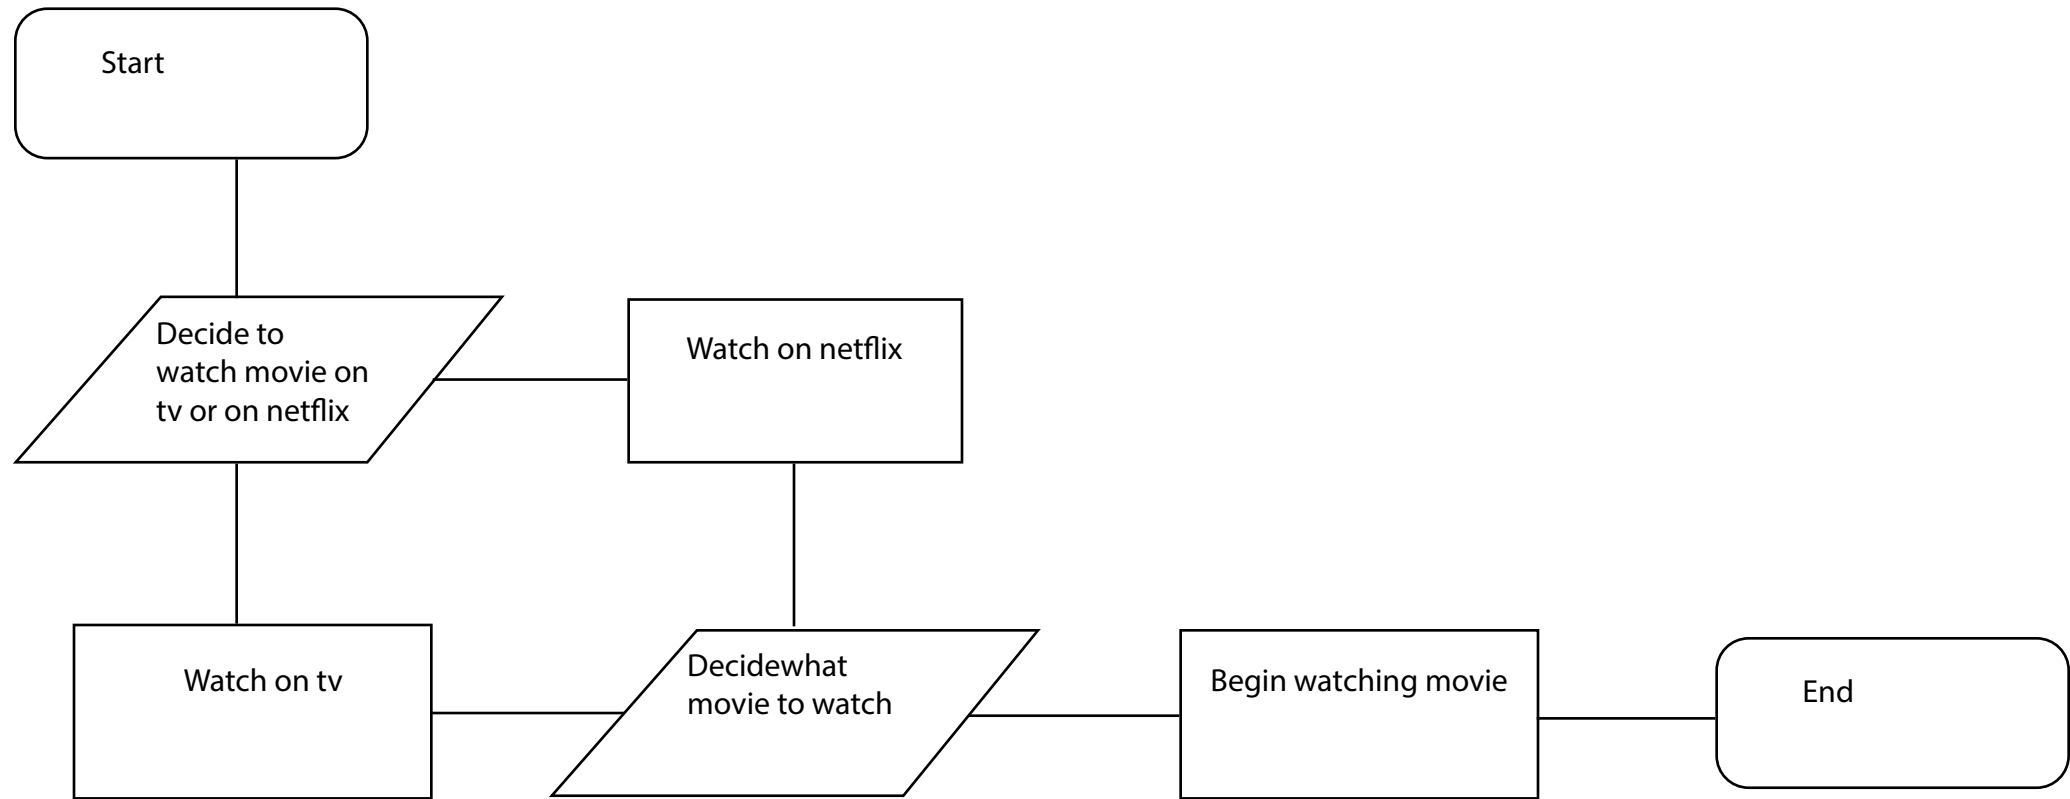 Start
Decide to
watch movie on
tv or on netflix
Watch on netflix
Watch on tv
Decidewhat
movie to watch
Begin watching movie
End